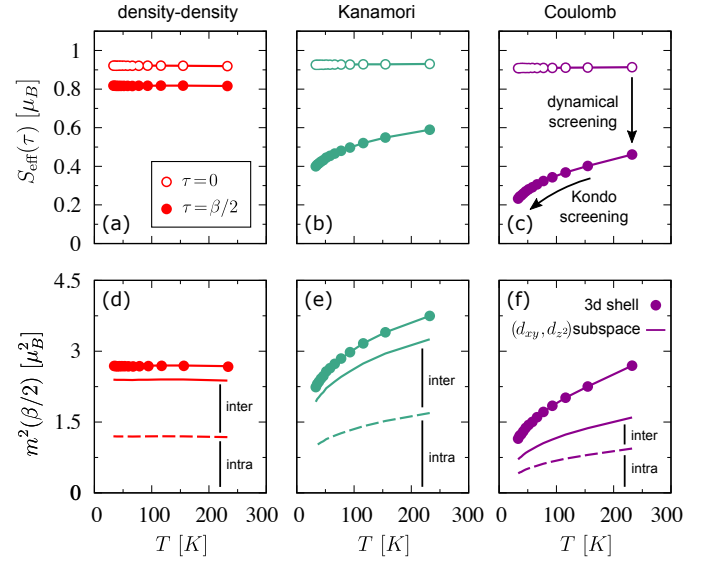 density-density
Kanamori
Coulomb
1
0.8
0.6
0.4
0.2
0
S_eff(τ) [μ_B]
τ=0
τ=β/2
(a)
(b)
dynamical
screening
Kondo
screening
(c)
4.5
3
1.5
0
m²(β/2) [μ_B²]
(d)
(e)
(f)
3d shell
(d_xy, d_z²)subspace
inter
intra
inter
intra
inter
intra
0 100 200
0 100 200
0 100 200 300
T [K]
T [K]
T [K]